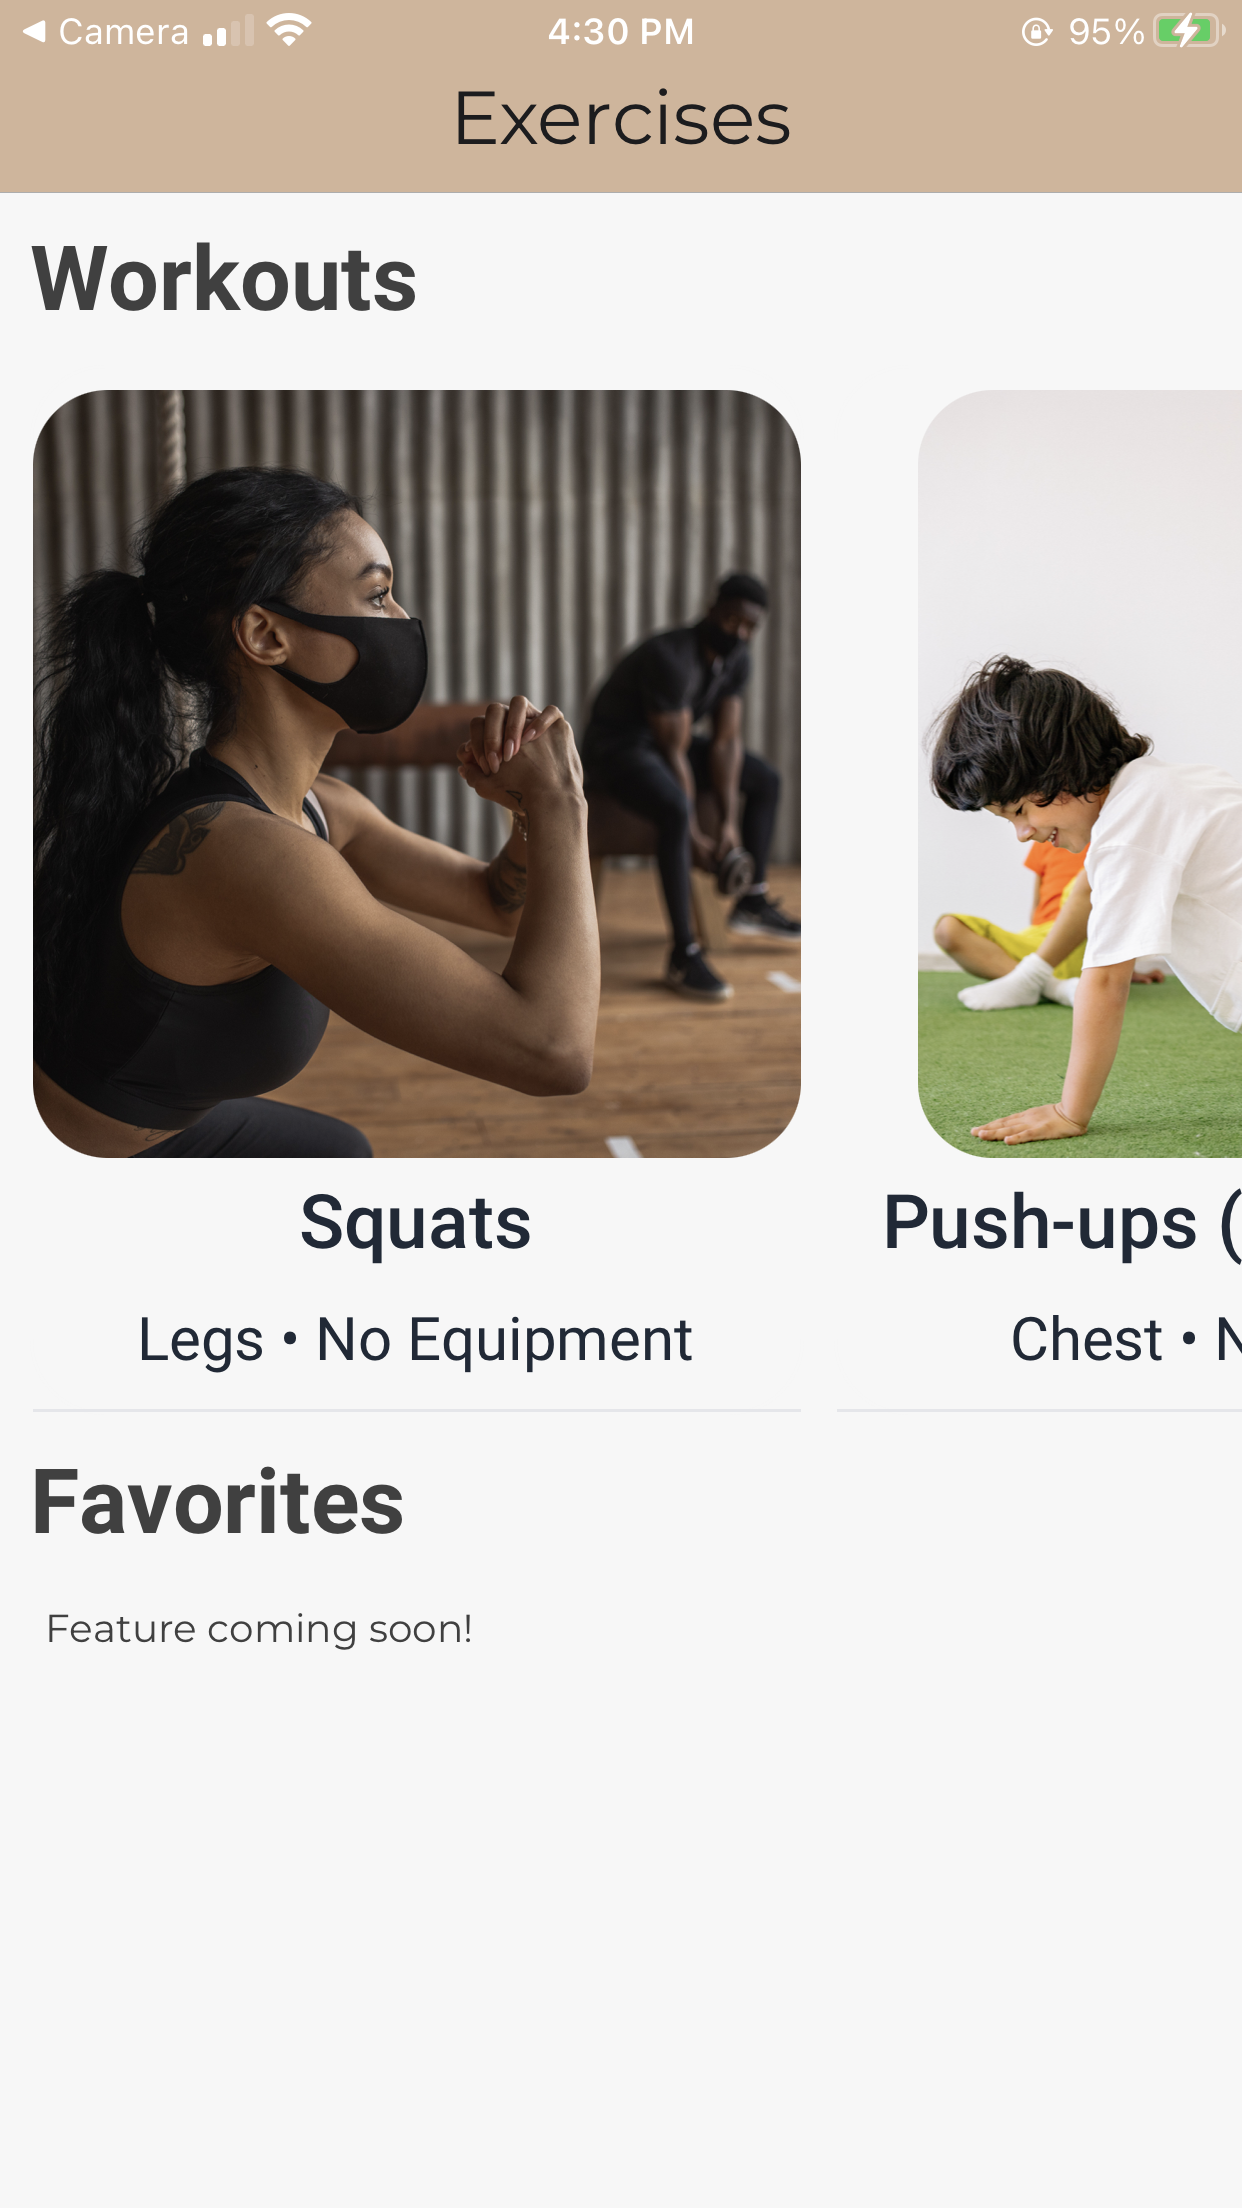 Camera 4:30 PM 95%
Exercises
Workouts
Squats
Push-ups (
Legs • No Equipment
Chest • N
Favorites
Feature coming soon!